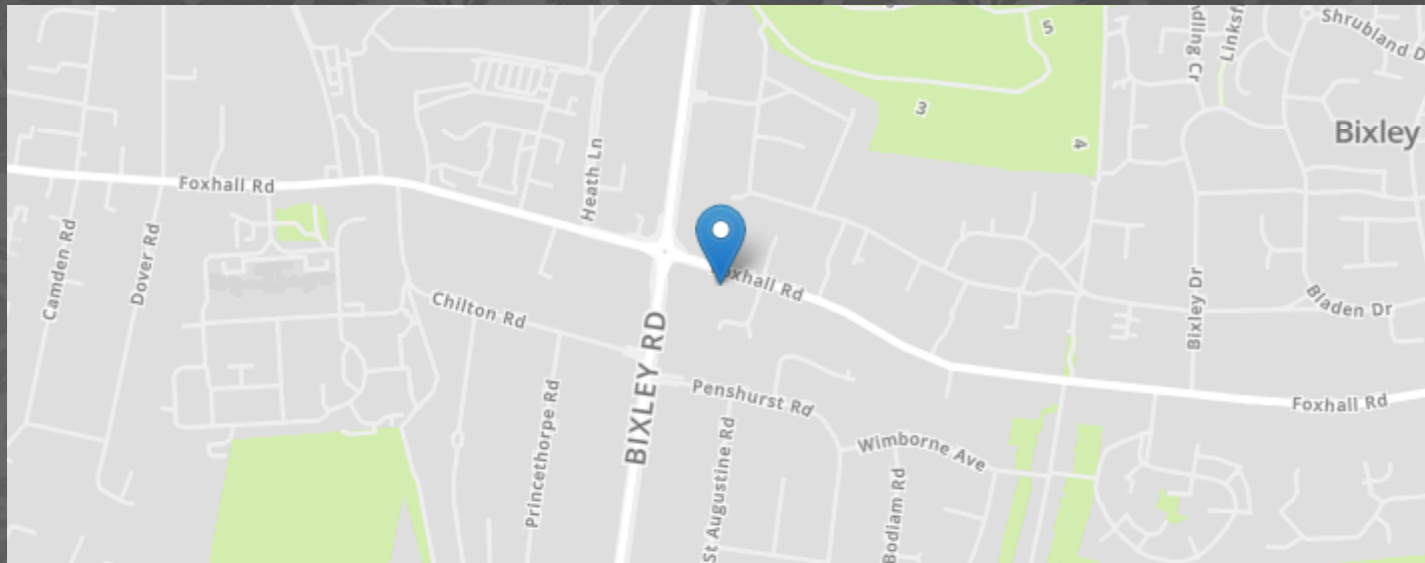 5
Shrubland D
Linksf
3
4
Bixley
Heath Ln
Foxhall Rd
Camden Rd
Dover Rd
Foxhall Rd
Chilton Rd
Bixley Dr
Bladen Dr
BIXLEY RD
Penshurst Rd
Foxhall Rd
Princethorpe Rd
St Augustine Rd
Wimborne Ave
Bodiam Rd